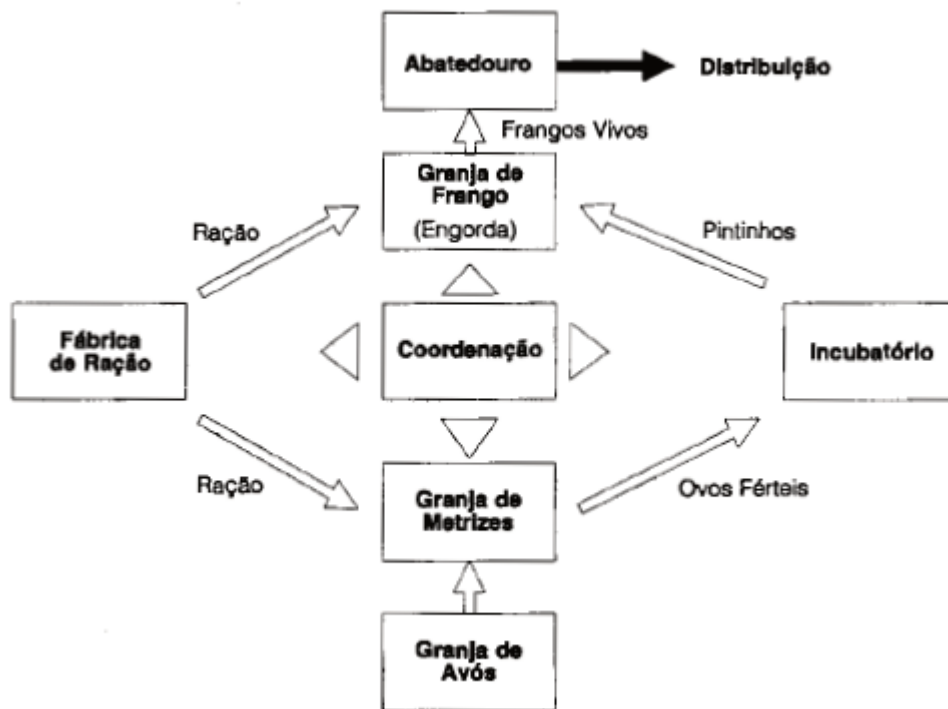 Abatedouro
Distribuição
Frangos Vivos
Granja de
Frango
(Engorda)
Ração
Pintinhos
Fábrica
de Ração
Coordenação
Incubatório
Ração
Granja de
Metrizes
Ovos Férteis
Granja de
Avós